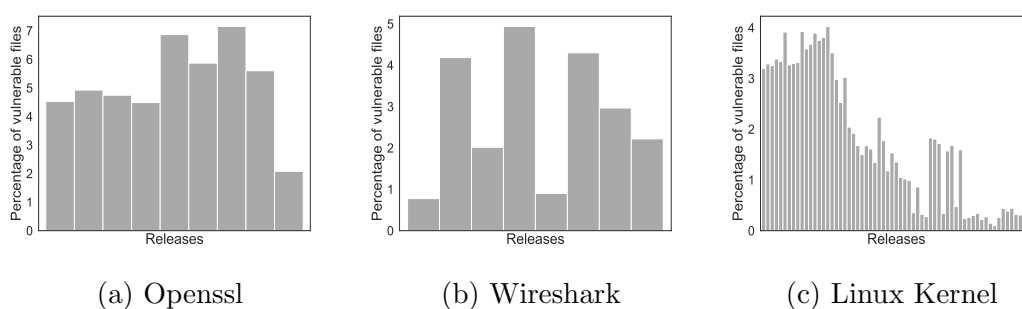 Percentage of vulnerable files
7
6
5
4
3
2
1
0
Releases
(a) Openssl
Percentage of vulnerable files
5
4
3
2
1
0
Releases
(b) Wireshark
Percentage of vulnerable files
4
3
2
1
0
Releases
(c) Linux Kernel